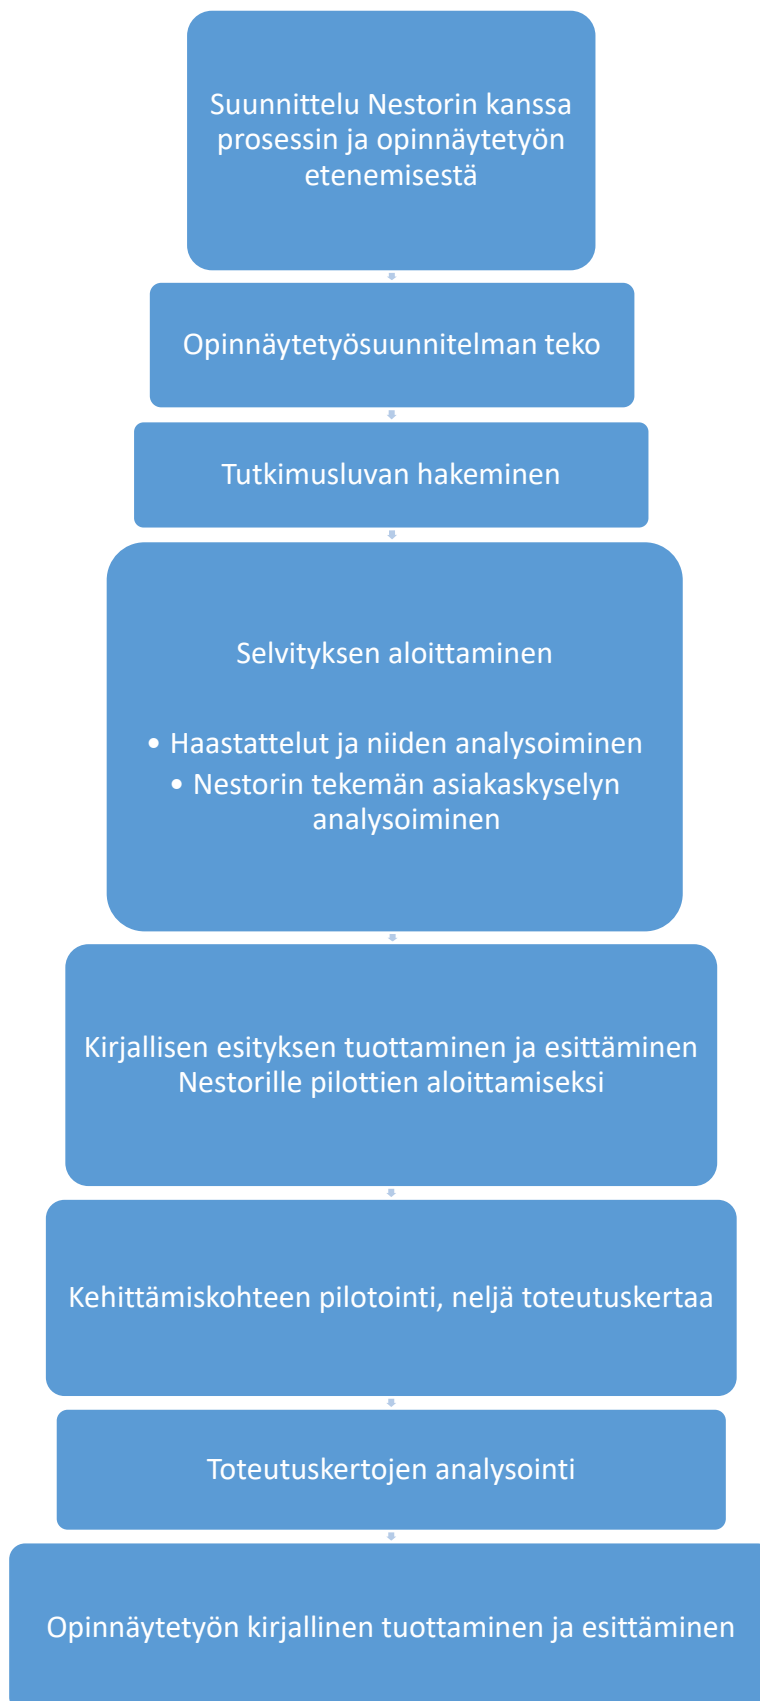 Suunnittelu Nestorin kanssa
prosessin ja opinnäytetyön
etenemisestä
Opinnäytetyösuunnitelman teko
Tutkimusluvan hakeminen
Selvityksen aloittaminen
• Haastattelut ja niiden analysoiminen
• Nestorin tekemän asiakaskyselyn
analysoiminen
Kirjallisen esityksen tuottaminen ja esittäminen
Nestorille pilottien aloittamiseksi
Kehittämiskohteen pilotointi, neljä toteutuskertaa
Toteutuskertojen analysointi
Opinnäytetyön kirjallinen tuottaminen ja esittäminen